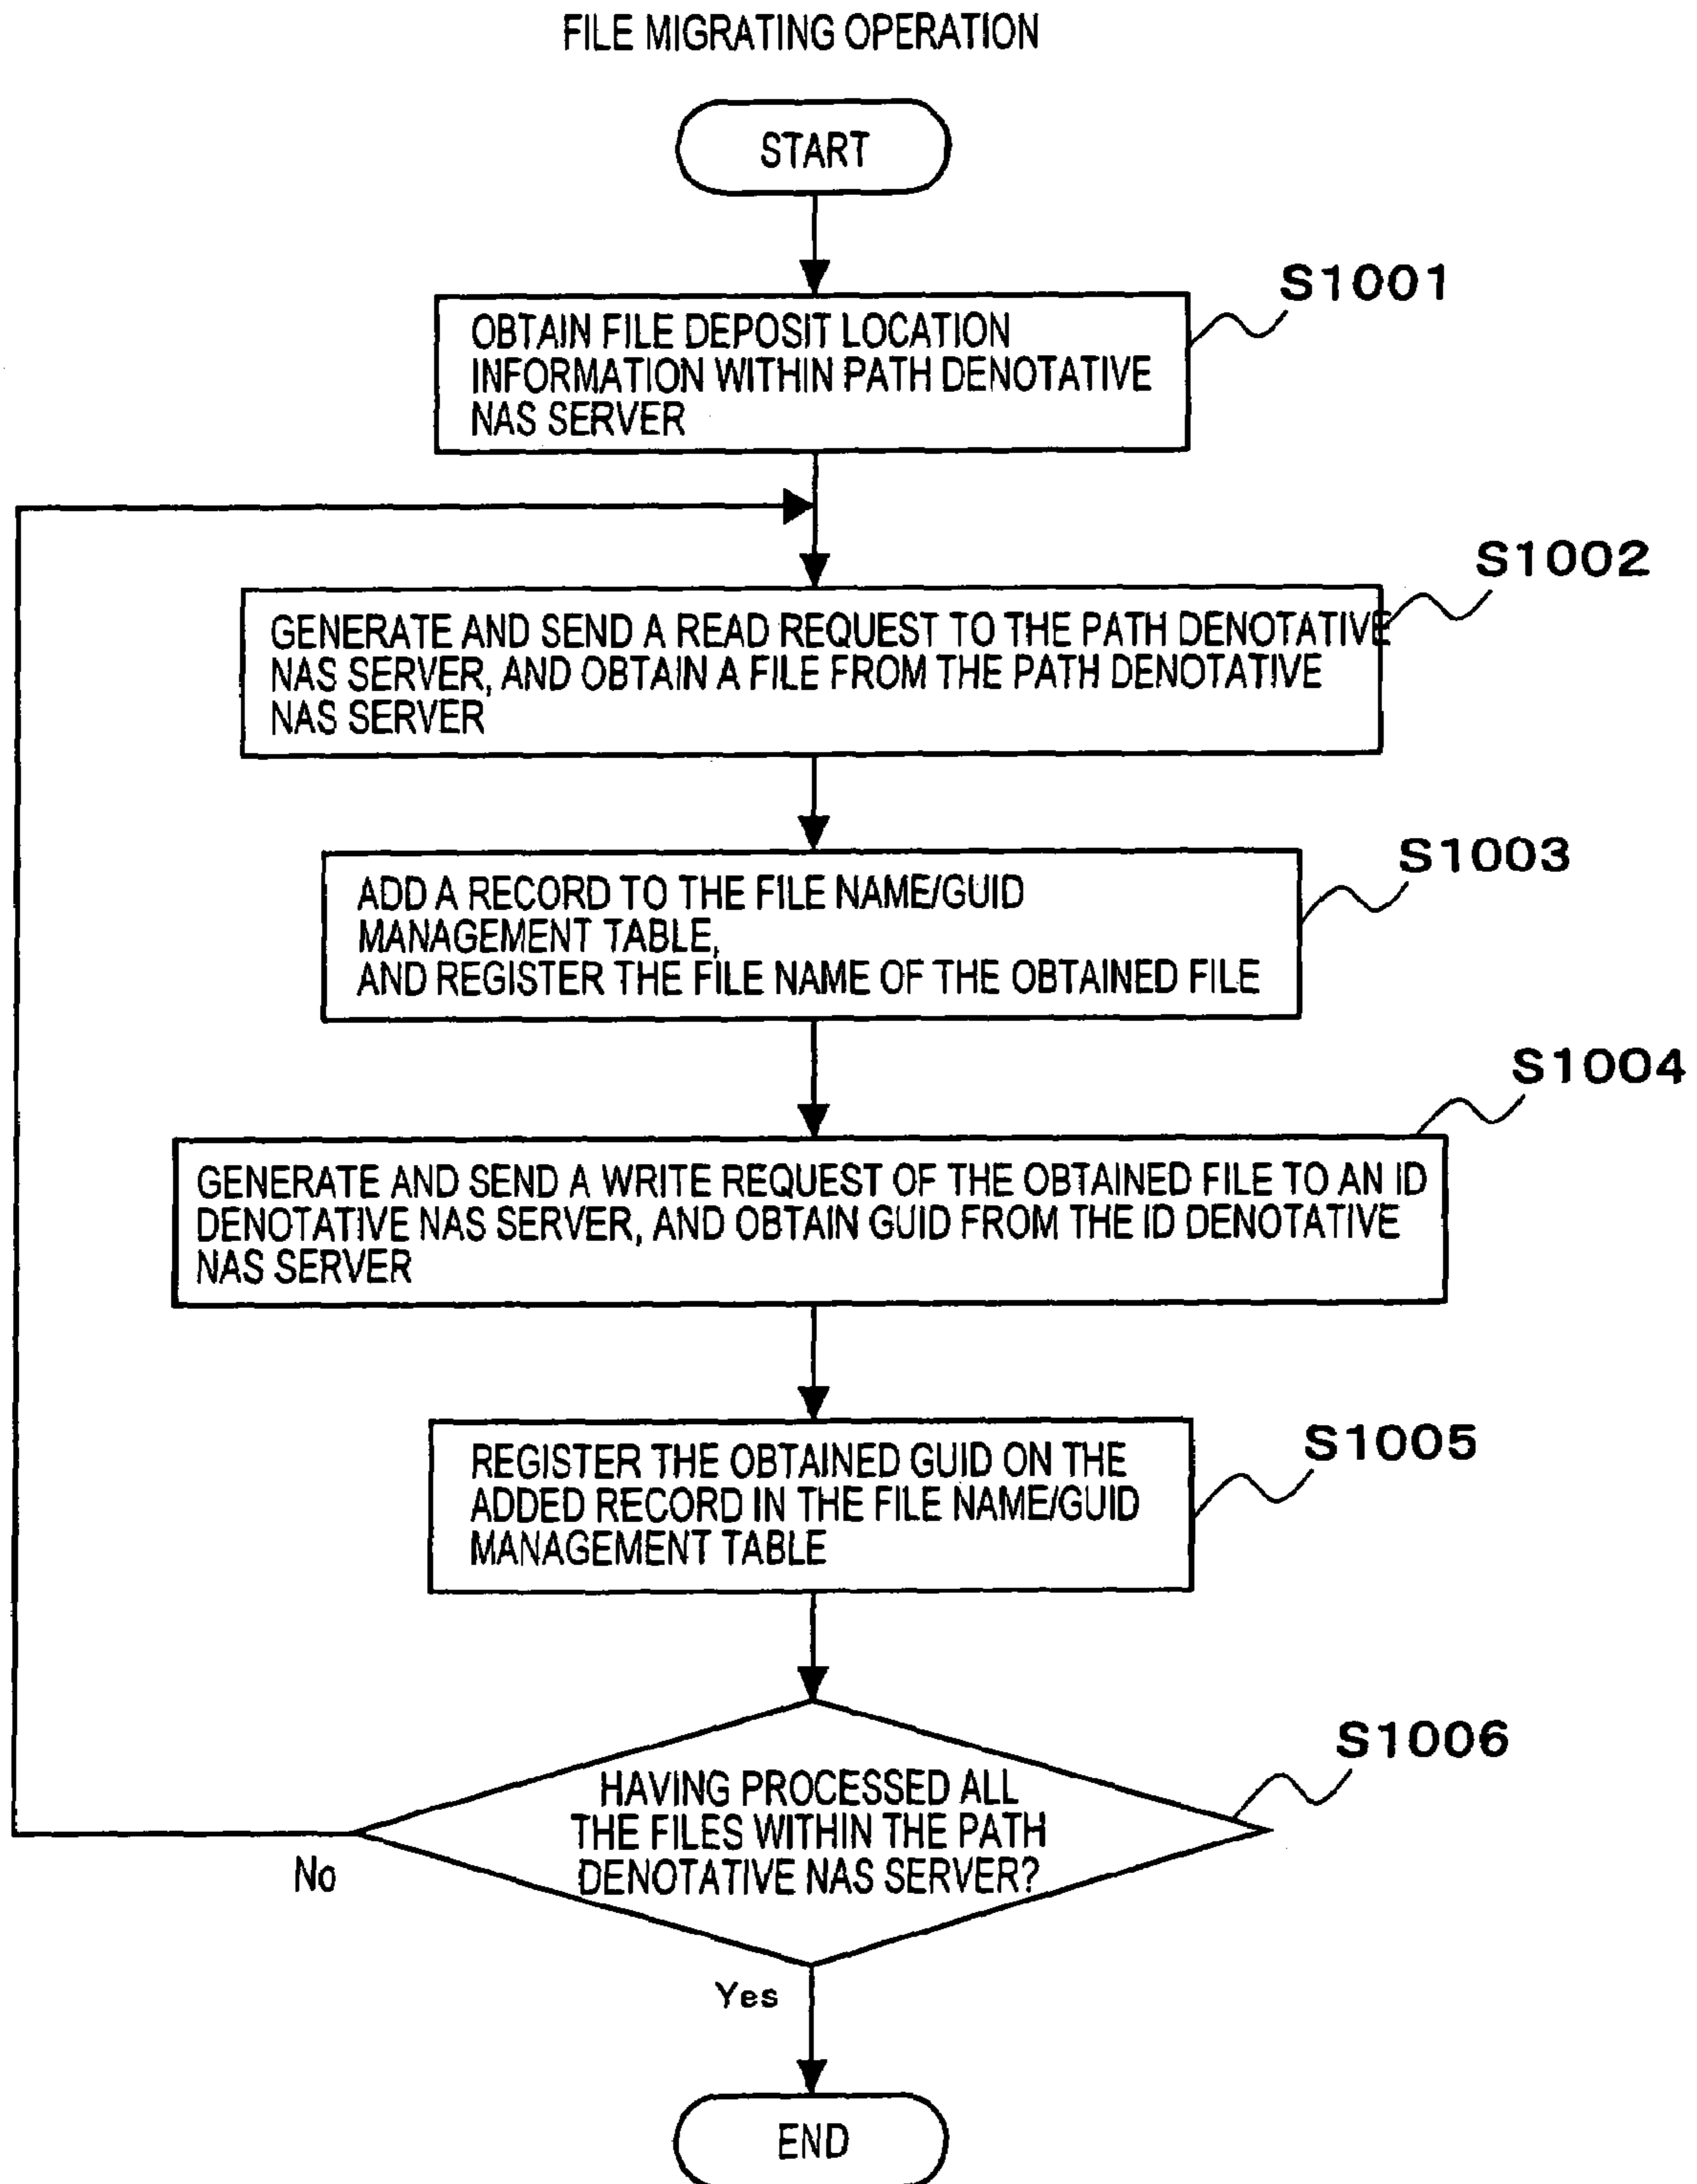 FILE MIGRATING OPERATION
START
S1001
OBTAIN FILE DEPOSIT LOCATION
INFORMATION WITHIN PATH DENOTATIVE
NAS SERVER
S1002
GENERATE AND SEND A READ REQUEST TO THE PATH DENOTATIVE
NAS SERVER, AND OBTAIN A FILE FROM THE PATH DENOTATIVE
NAS SERVER
S1003
ADD A RECORD TO THE FILE NAME/GUID
MANAGEMENT TABLE,
AND REGISTER THE FILE NAME OF THE OBTAINED FILE
S1004
GENERATE AND SEND A WRITE REQUEST OF THE OBTAINED FILE TO AN ID
DENOTATIVE NAS SERVER, AND OBTAIN GUID FROM THE ID DENOTATIVE
NAS SERVER
S1005
REGISTER THE OBTAINED GUID ON THE
ADDED RECORD IN THE FILE NAME/GUID
MANAGEMENT TABLE
S1006
HAVING PROCESSED ALL
THE FILES WITHIN THE PATH
DENOTATIVE NAS SERVER?
No
Yes
END